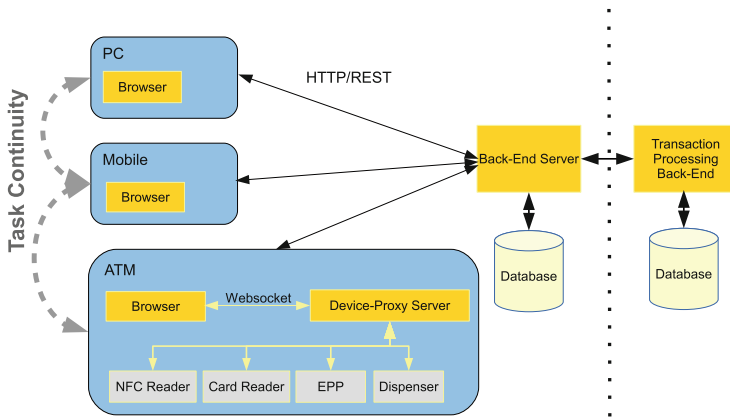 PC
Browser
HTTP/REST
Task Continuity
Mobile
Browser
Back-End Server
Transaction
Processing
Back-End
Database
Database
ATM
Browser
Websocket
Device-Proxy Server
NFC Reader
Card Reader
EPP
Dispenser